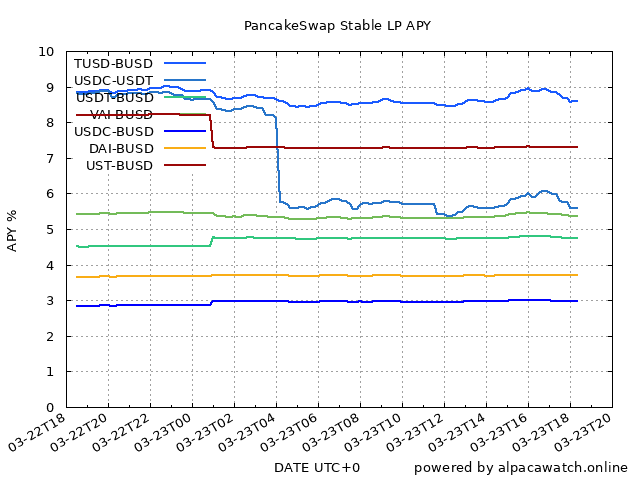 PancakeSwap Stable LP APY
APY %
10
9
8
7
6
5
4
3
2
1
0
TUSD-BUSD
USDC-USDT
USDT-BUSD
VAI-BUSD
USDC-BUSD
DAI-BUSD
UST-BUSD
03-22T18
03-22T20
03-22T22
03-23T00
03-23T02
03-23T04
03-23T06
03-23T08
03-23T10
03-23T12
03-23T14
03-23T16
03-23T18
03-23T20
DATE UTC+0
powered by alpacawatch.online